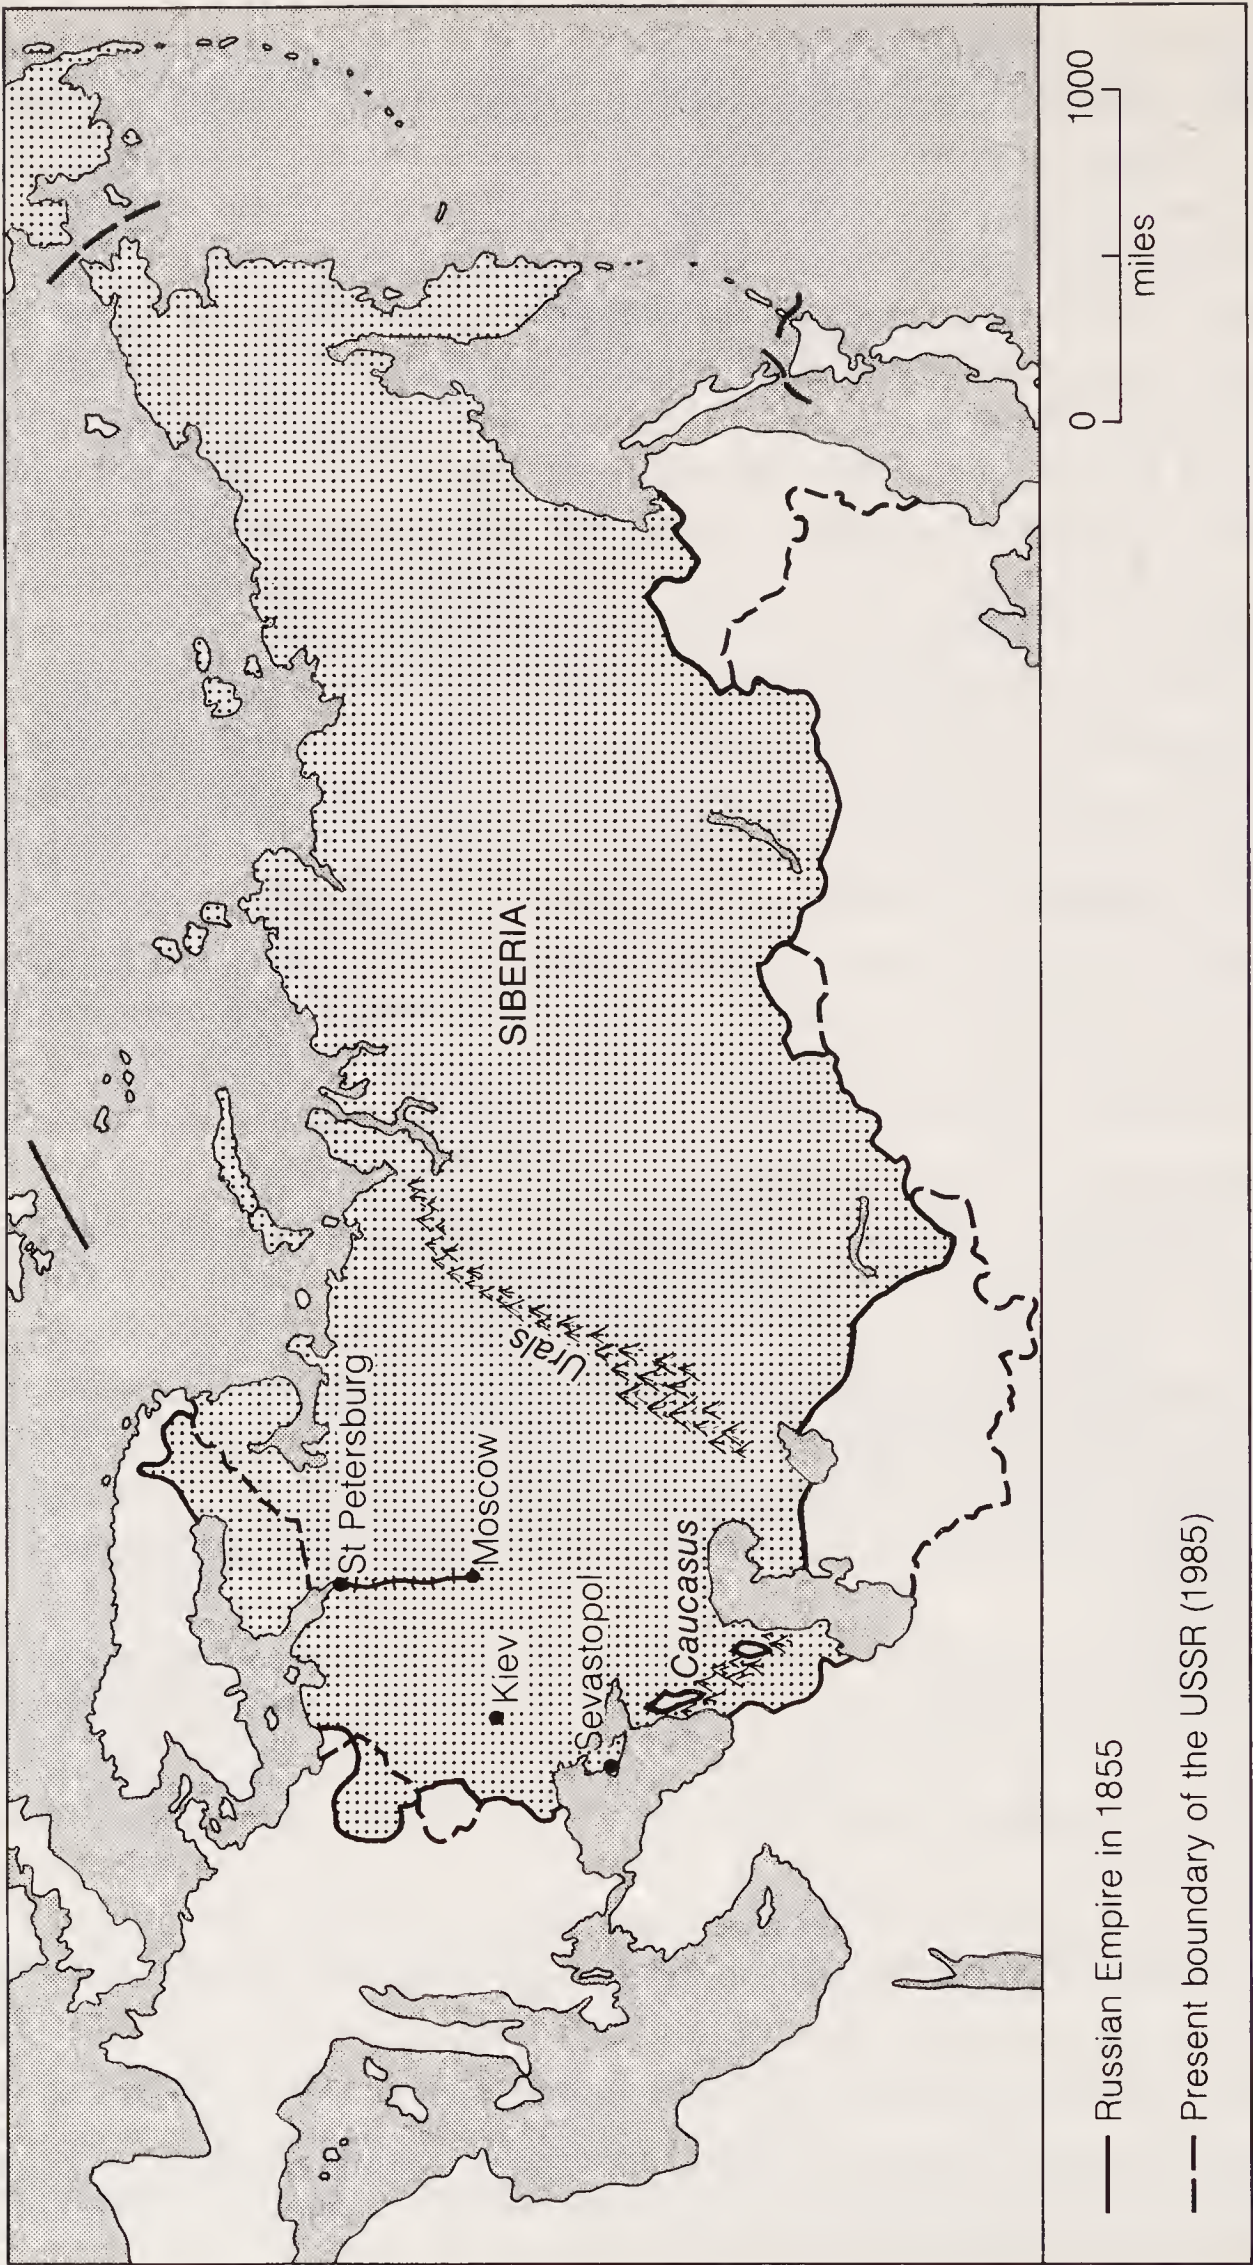 SIBERIA
Urals
St Petersburg
Moscow
Kiev
Sevastopol
Caucasus
Russian Empire in 1855
Present boundary of the USSR (1985)
0 1000
miles